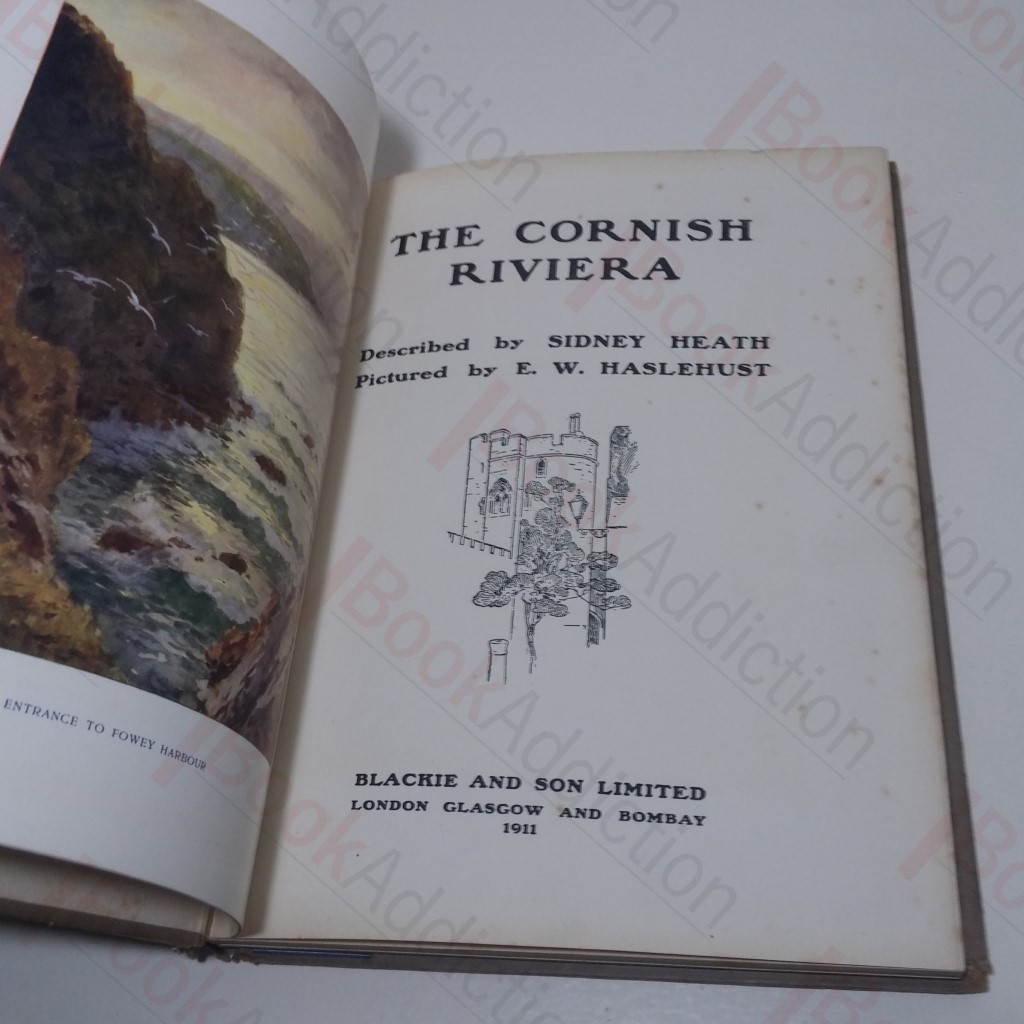 ENTRANCE TO FOWEY HARBOUR
THE CORNISH
RIVIERA
Described by SIDNEY HEATH
Pictured by E. W. HASLEHUST
BLACKIE AND SON LIMITED
LONDON GLASGOW AND BOMBAY
1911
BookAddiction